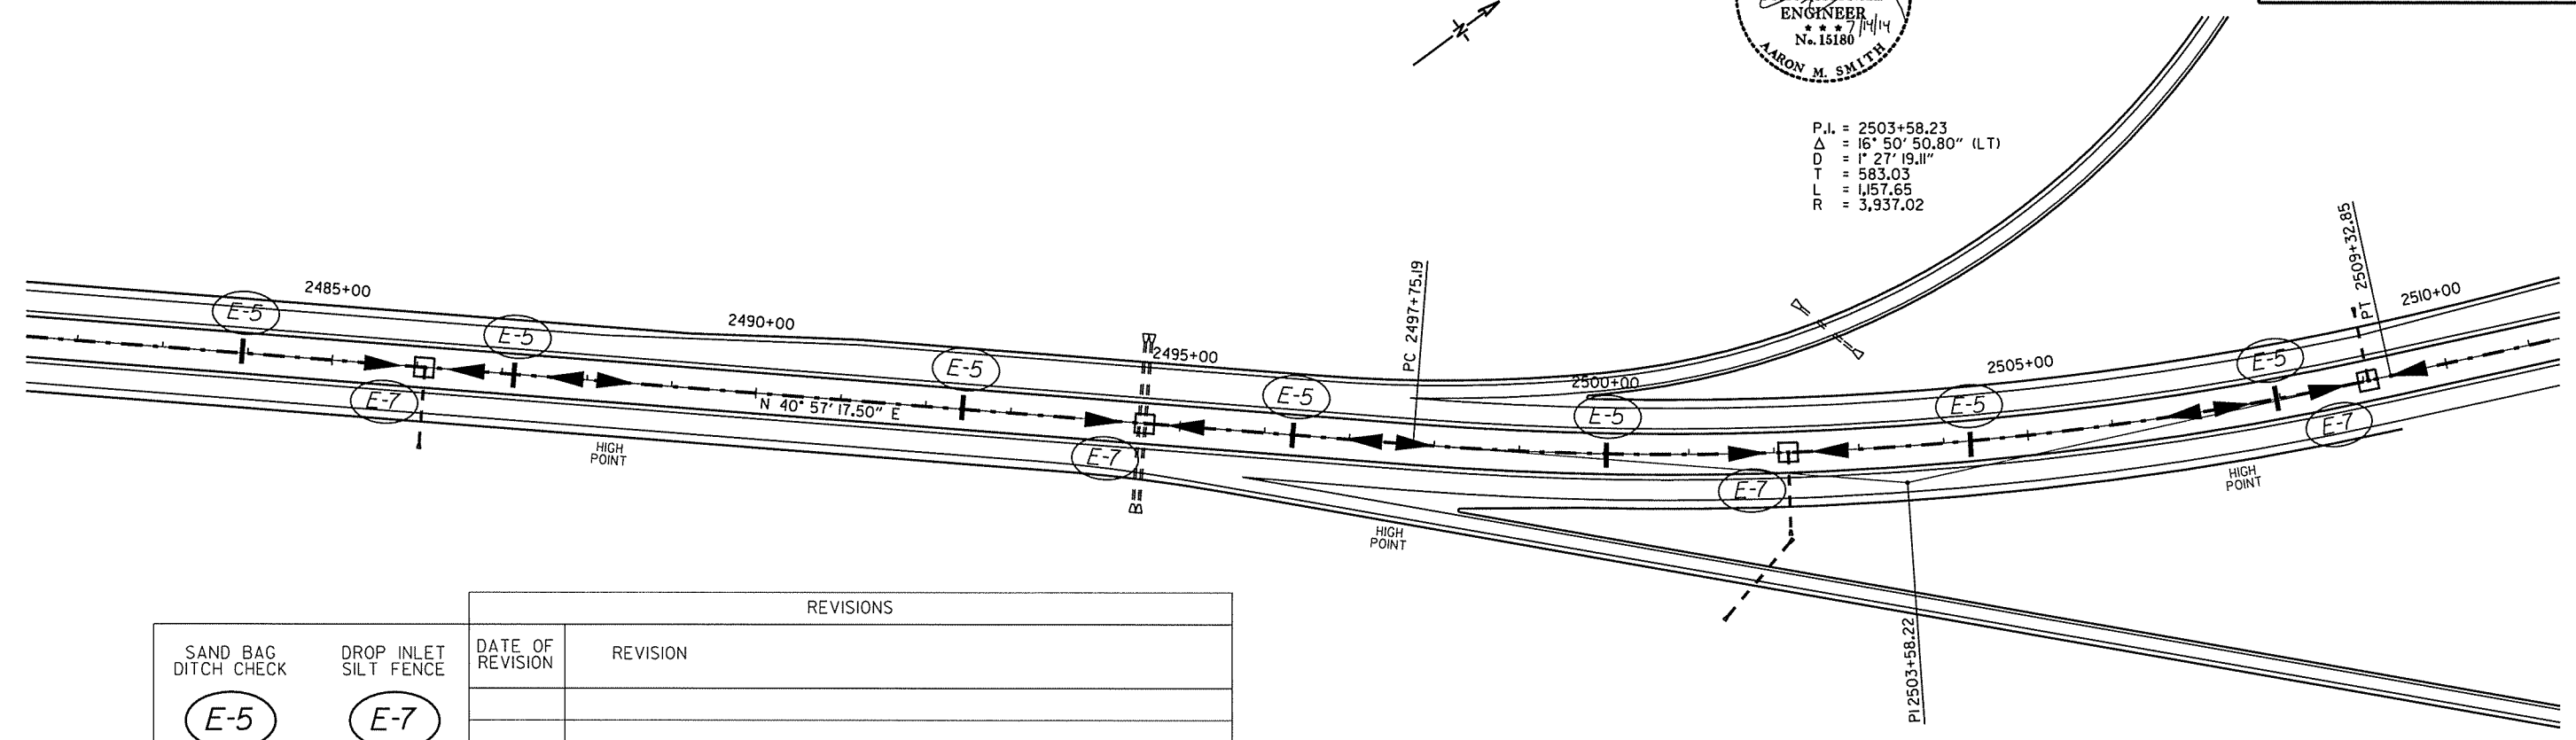 ENGINEER
* * *
7/14/14
No. 15180
AARON M. SMITH
N
P.I. = 2503+58.23
Δ = 16° 50' 50.80" (LT)
D = 1° 27' 19.11"
T = 583.03
L = 1,157.65
R = 3,937.02
2485+00
2490+00
2495+00
PC 2497+75.19
2500+00
2505+00
PT 2509+32.85
2510+00
E-5
E-5
E-5
E-5
E-5
E-5
E-5
N 40° 57' 17.50" E
E-7
E-7
E-7
E-7
HIGH
POINT
HIGH
POINT
HIGH
POINT
PI 2503+58.22
REVISIONS
SAND BAG
DITCH CHECK
DROP INLET
SILT FENCE
DATE OF
REVISION
REVISION
E-5
E-7